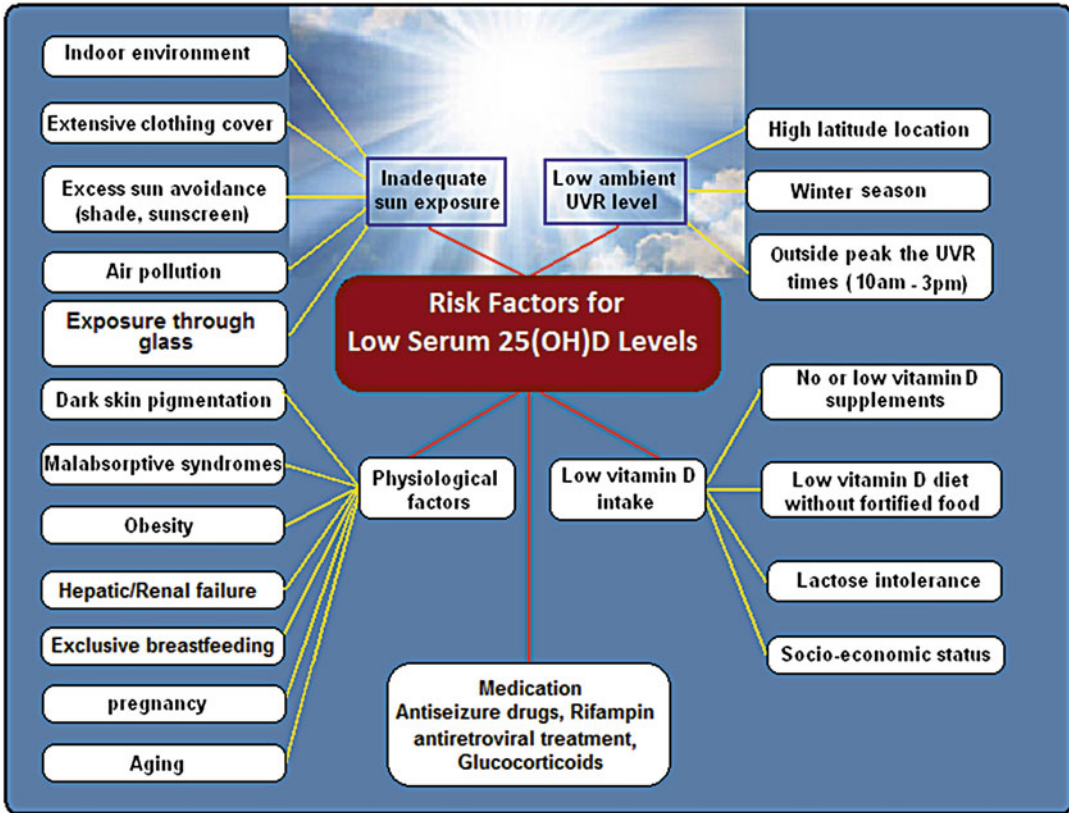 Indoor environment
Extensive clothing cover
Excess sun avoidance
(shade, sunscreen)
Air pollution
Exposure through
glass
Inadequate
sun exposure
Low ambient
UVR level
High latitude location
Winter season
Outside peak the UVR
times ( 10am - 3pm)
Risk Factors for
Low Serum 25(OH)D Levels
Dark skin pigmentation
Malabsorptive syndromes
Obesity
Hepatic/Renal failure
Exclusive breastfeeding
pregnancy
Aging
Physiological
factors
Low vitamin D
intake
No or low vitamin D
supplements
Low vitamin D diet
without fortified food
Lactose intolerance
Socio-economic status
Medication
Antiseizure drugs, Rifampin
antiretroviral treatment,
Glucocorticoids